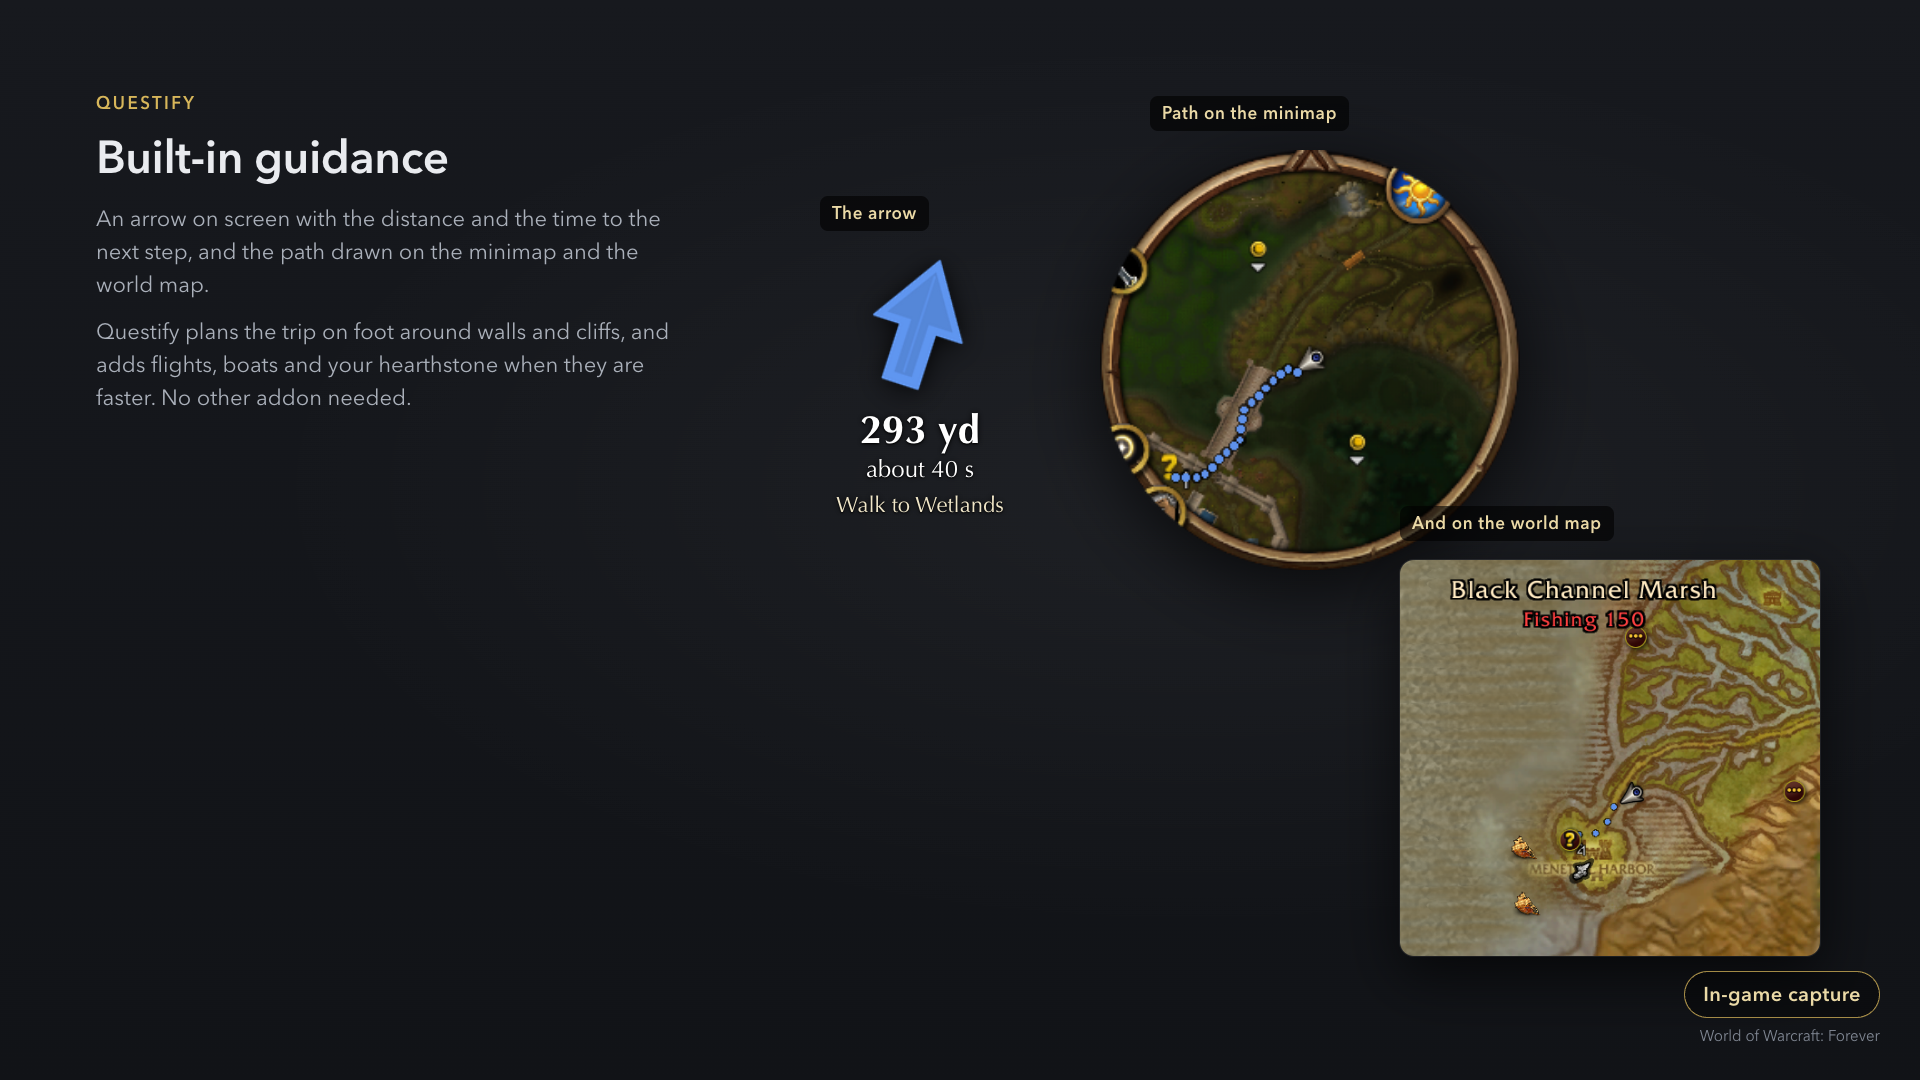 QUESTIFY
Built-in guidance
An arrow on screen with the distance and the time to the
next step, and the path drawn on the minimap and the
world map.
Questify plans the trip on foot around walls and cliffs, and
adds flights, boats and your hearthstone when they are
faster. No other addon needed.
The arrow
293 yd
about 40 s
Walk to Wetlands
Path on the minimap
?
And on the world map
Black Channel Marsh
Fishing 150
?
4
HARBOR
In-game capture
World of Warcraft: Forever